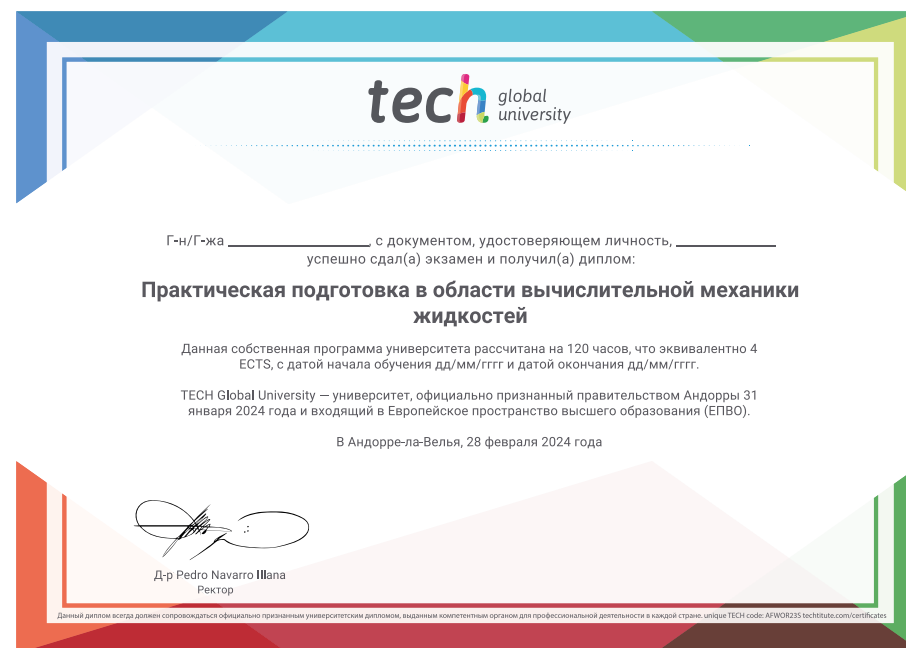 tech global
university
Г-н/Г-жа ________________, с документом, удостоверяющем личность, ____________
успешно сдал(а) экзамен и получил(а) диплом:
Практическая подготовка в области вычислительной механики
жидкостей
Данная собственная программа университета рассчитана на 120 часов, что эквивалентно 4
ECTS, с датой начала обучения дд/мм/гггг и датой окончания дд/мм/гггг.
TECH Global University — университет, официально признанный правительством Андорры 31
января 2024 года и входящий в Европейское пространство высшего образования (ЕПВО).
В Андорре-ла-Велья, 28 февраля 2024 года
Д-р Pedro Navarro Illana
Ректор
Данный диплом всегда должен сопровождаться официально признанным университетским дипломом, выданным компетентным органом для профессиональной деятельности в каждой стране. unique TECH code: AFWOR23S techtitute.com/certificates